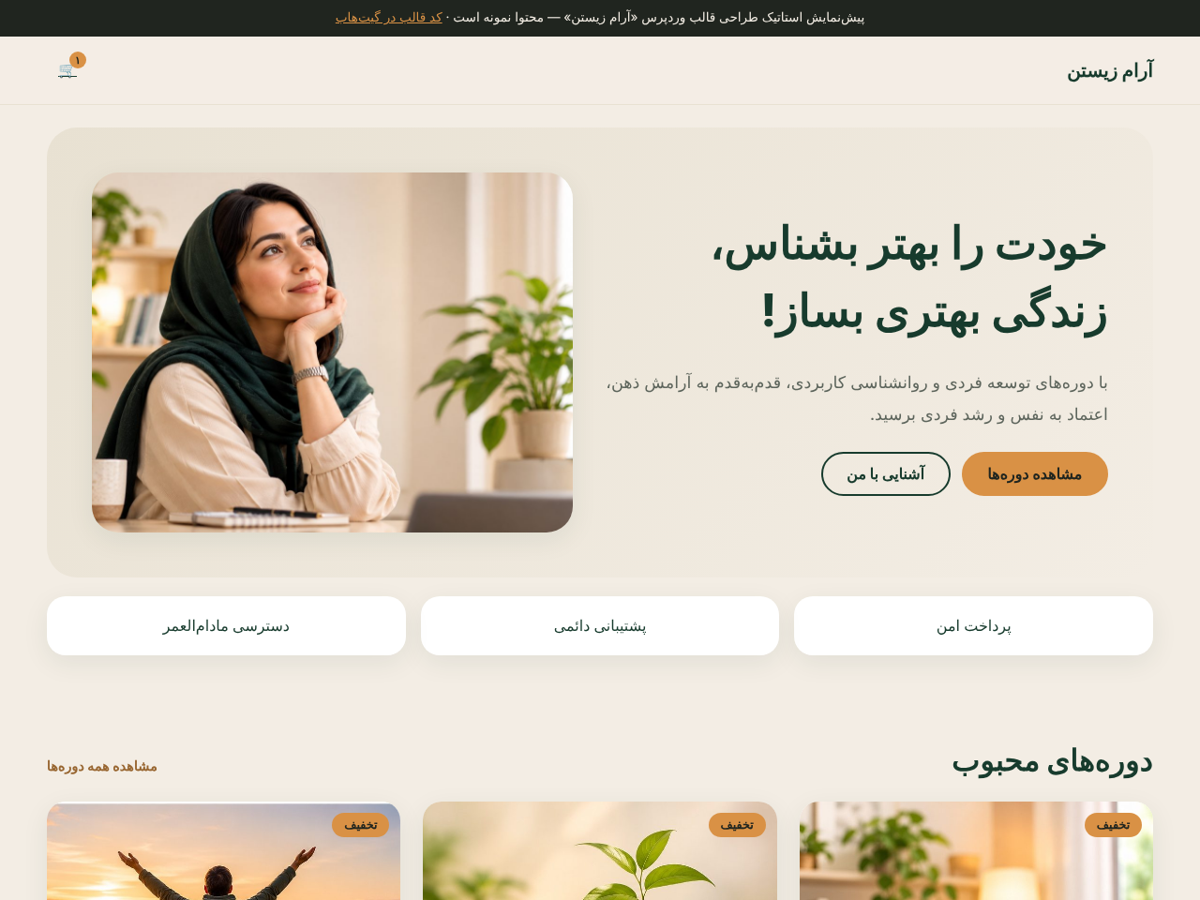 پیش‌نمایش استاتیک طراحی قالب وردپرس «آرام زیستن» — محتوا نمونه است · کد قالب در گیت‌هاب
آرام زیستن
۱
خودت را بهتر بشناس،
زندگی بهتری بساز!
با دوره‌های توسعه فردی و روانشناسی کاربردی، قدم‌به‌قدم به آرامش ذهن،
اعتماد به نفس و رشد فردی برسید.
مشاهده دوره‌ها
آشنایی با من
پرداخت امن
پشتیبانی دائمی
دسترسی مادام‌العمر
دوره‌های محبوب
مشاهده همه دوره‌ها
تخفیف
تخفیف
تخفیف